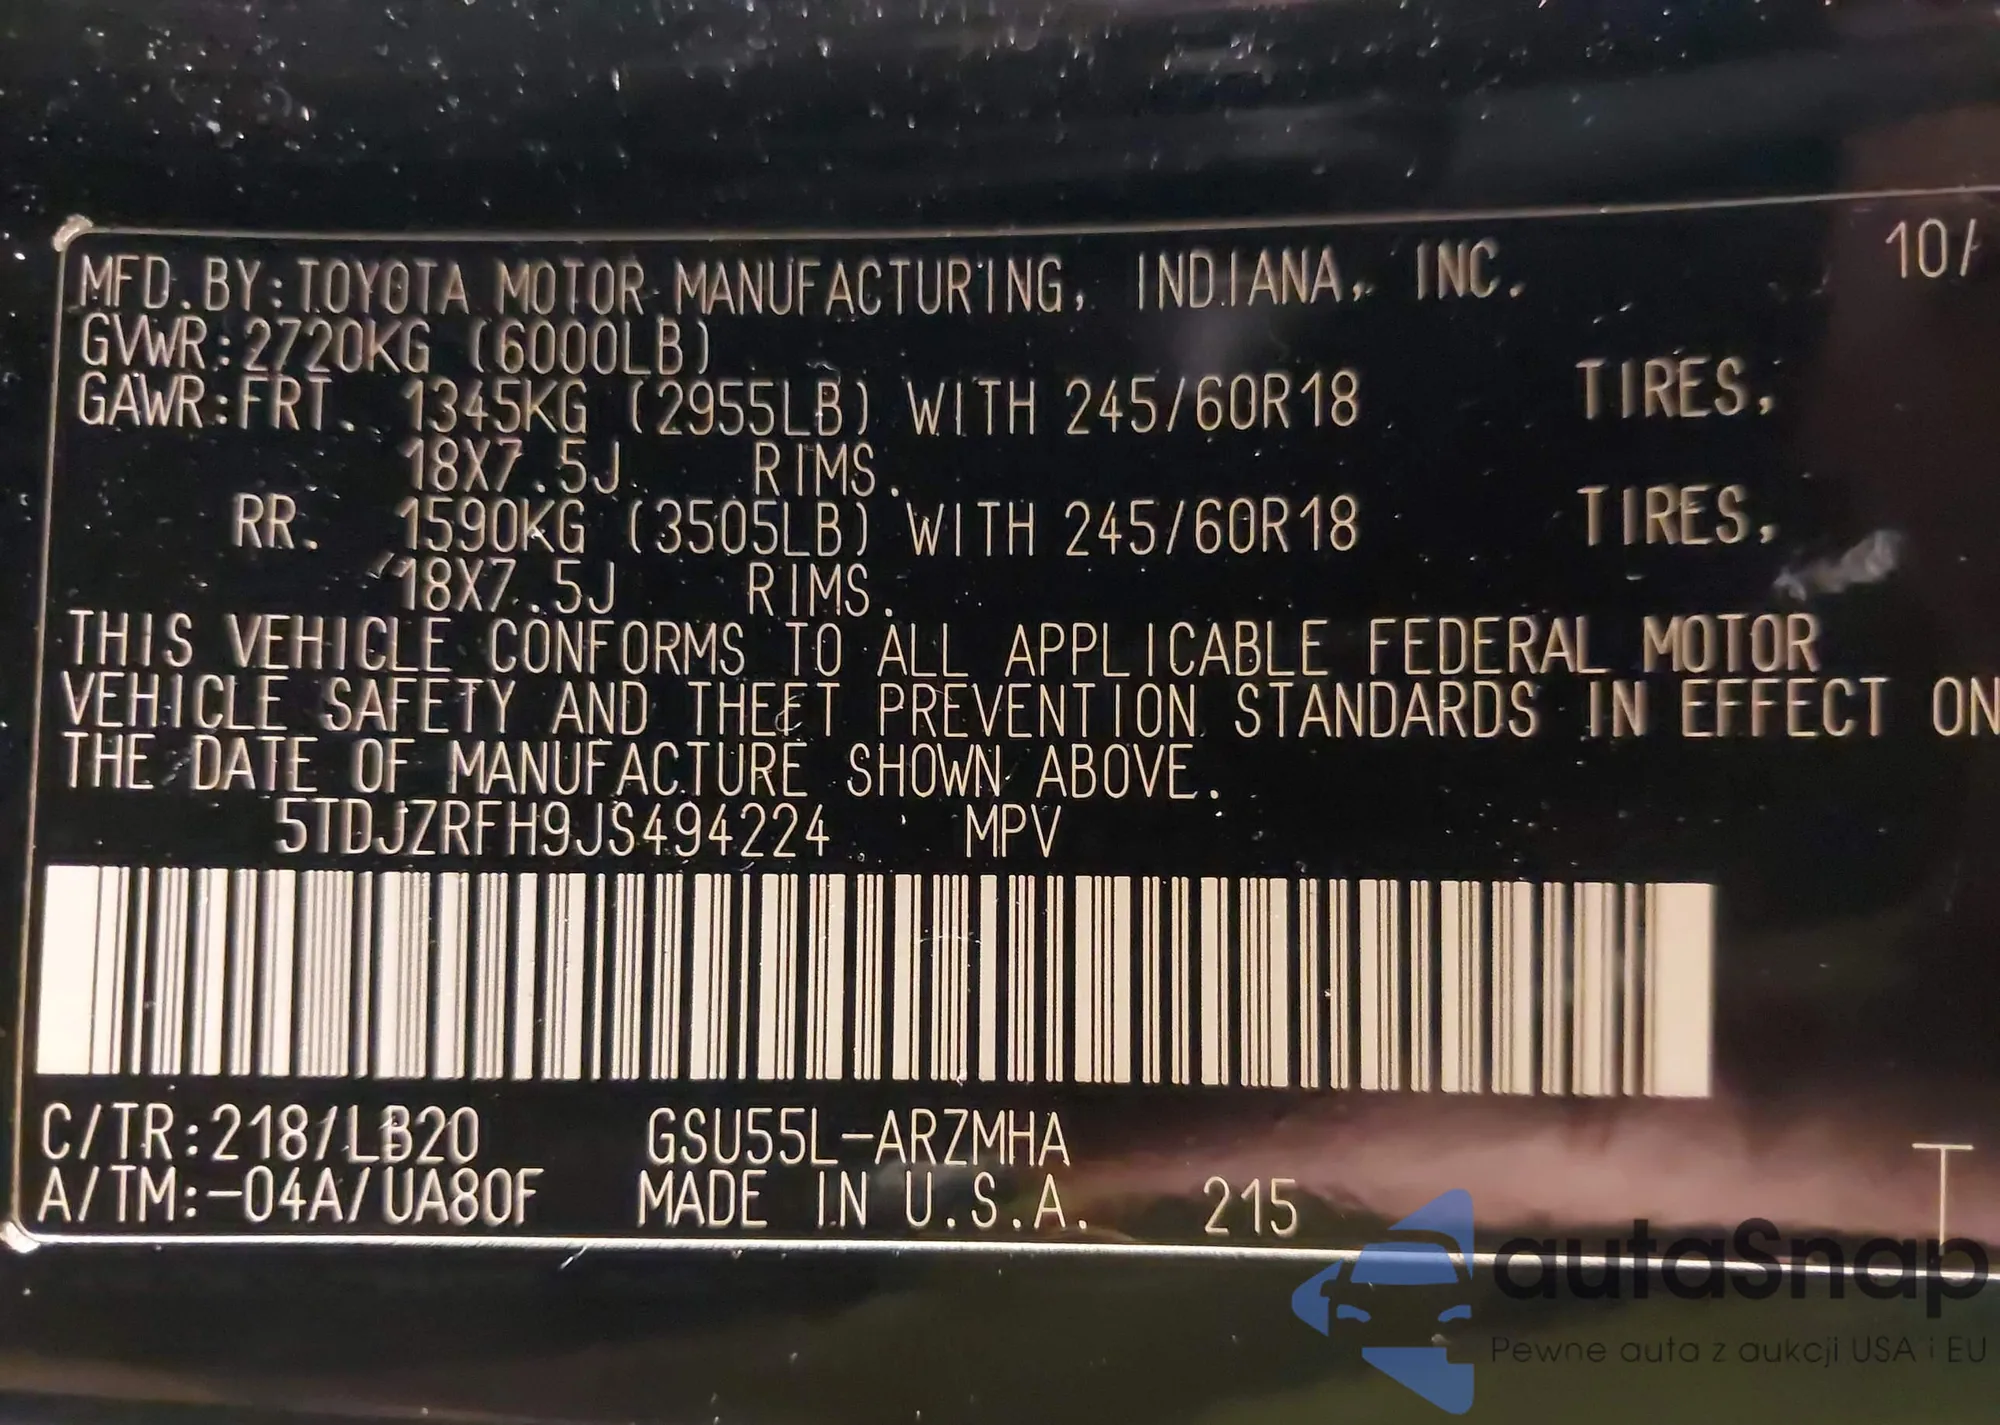 10/
MFD.BY:TOYOTA MOTOR MANUFACTURING, INDIANA, INC.
GVWR:2720KG (6000LB)
GAWR:FRT. 1345KG (2955LB) WITH 245/60R18 TIRES,
18X7.5J RIMS.
RR. 1590KG (3505LB) WITH 245/60R18 TIRES,
18X7.5J RIMS.
THIS VEHICLE CONFORMS TO ALL APPLICABLE FEDERAL MOTOR
VEHICLE SAFETY AND THEFT PREVENTION STANDARDS IN EFFECT ON
THE DATE OF MANUFACTURE SHOWN ABOVE.
5TDJZRFH9JS494224 MPV
C/TR:218/LB20 GSU55L-ARZMHA
A/TM:-04A/UA80F MADE IN U.S.A. 215
T
autaSnap
Pewne auta z aukcji USA i EU